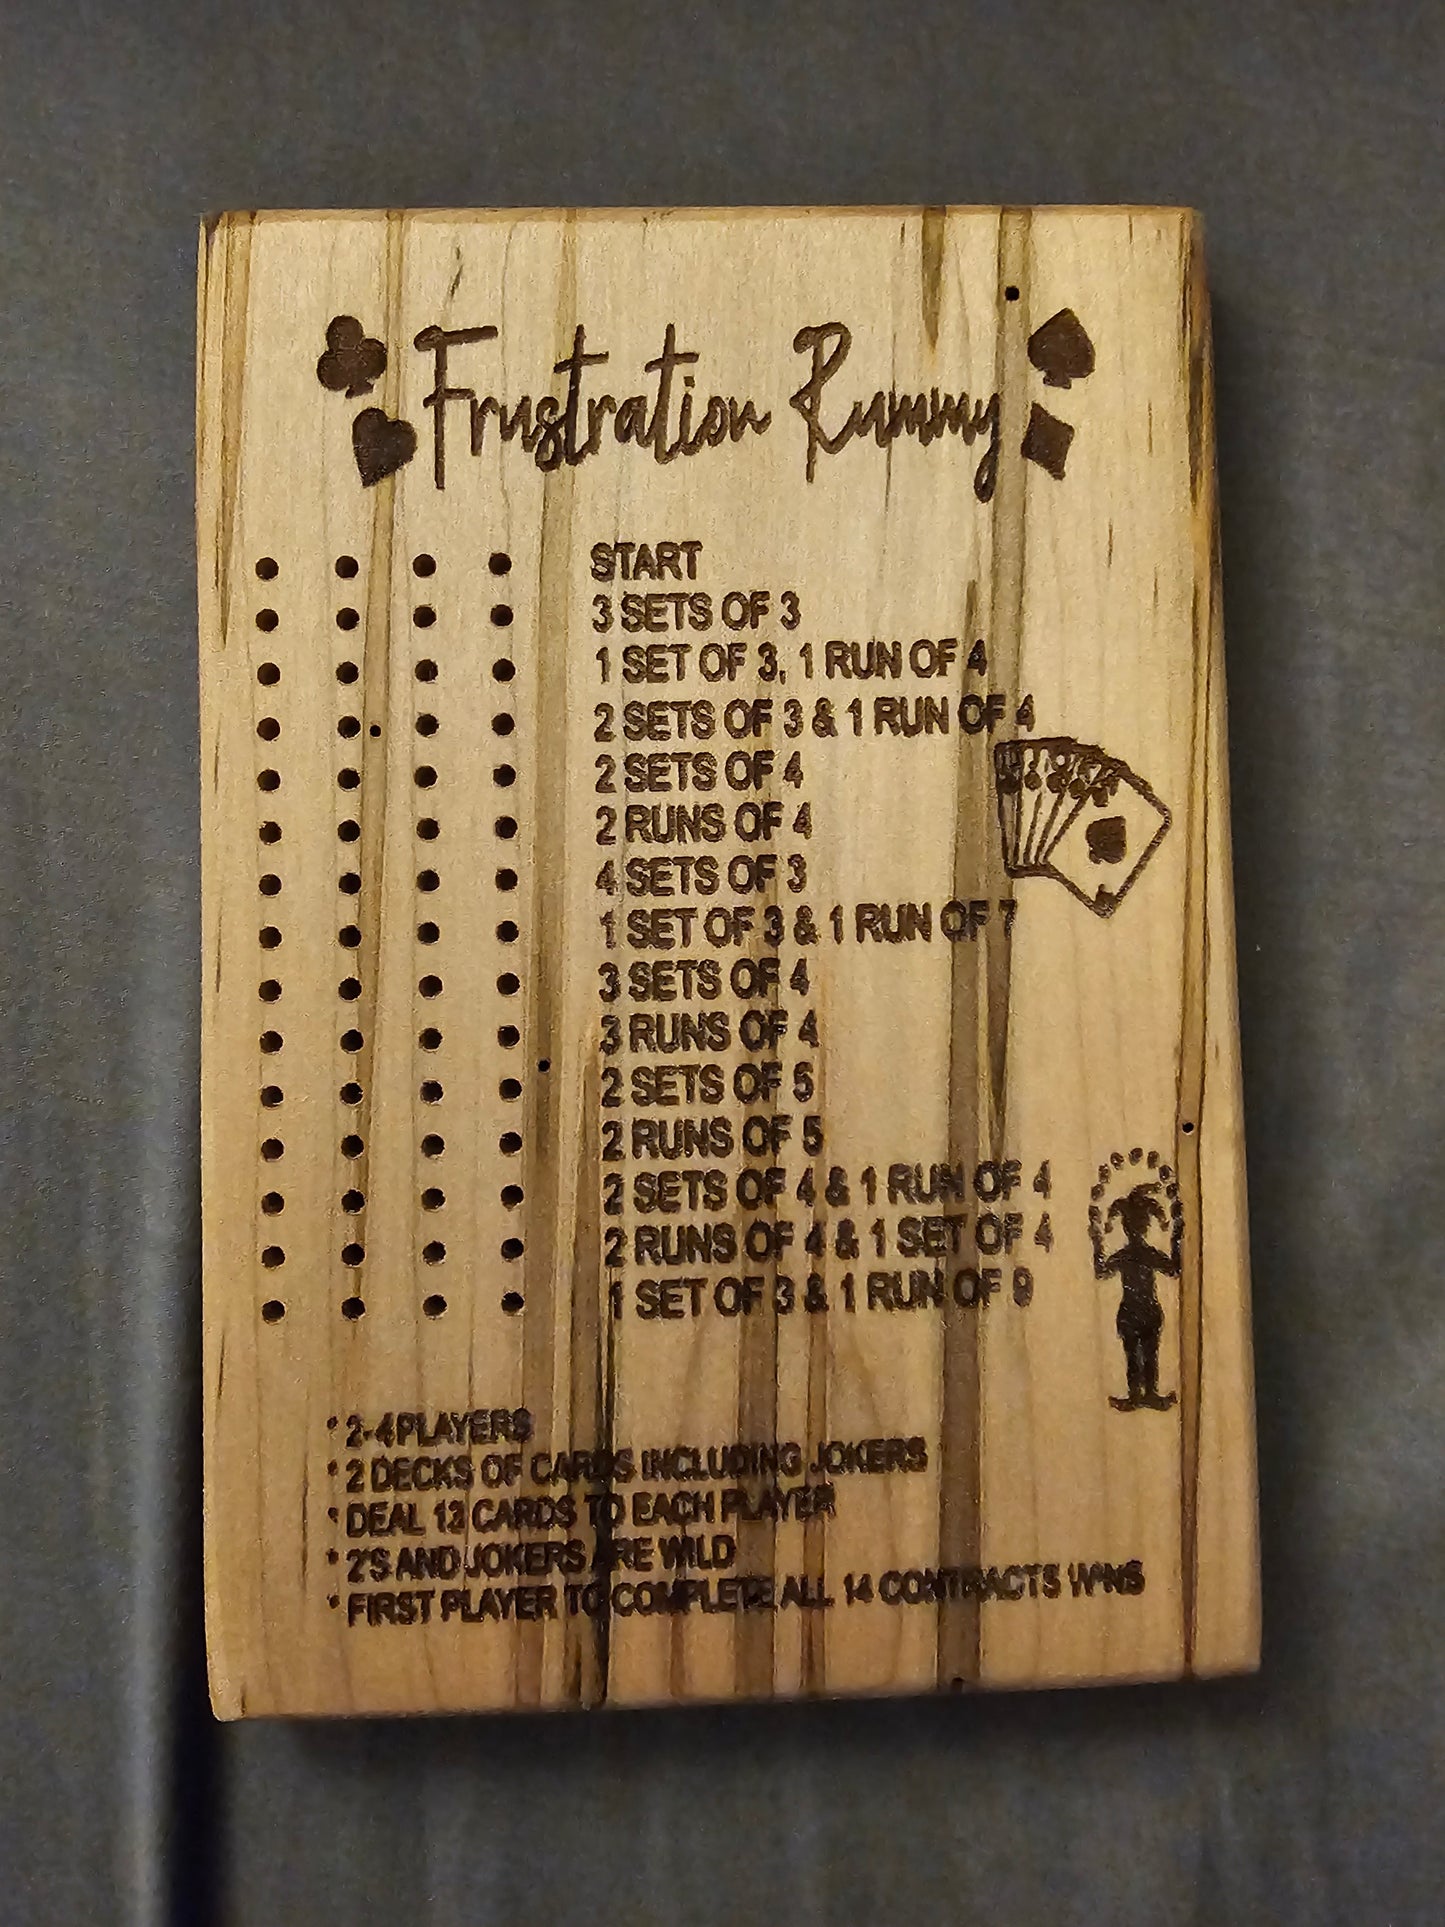 Frustration Rummy
START
3 SETS OF 3
1 SET OF 3, 1 RUN OF 4
2 SETS OF 3 & 1 RUN OF 4
2 SETS OF 4
2 RUNS OF 4
4 SETS OF 3
1 SET OF 3 & 1 RUN OF 7
3 SETS OF 4
3 RUNS OF 4
2 SETS OF 5
2 RUNS OF 5
2 SETS OF 4 & 1 RUN OF 4
2 RUNS OF 4 & 1 SET OF 4
1 SET OF 3 & 1 RUN OF 9
* 2-4 PLAYERS
* 2 DECKS OF CARDS INCLUDING JOKERS
* DEAL 13 CARDS TO EACH PLAYER
* 2'S AND JOKERS ARE WILD
* FIRST PLAYER TO COMPLETE ALL 14 CONTRACTS WINS